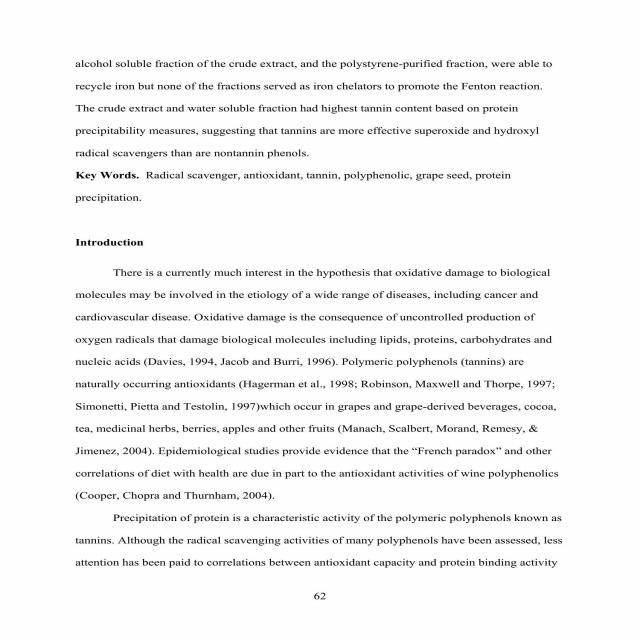 alcohol soluble fraction of the crude extract, and the polystyrene-purified fraction, were able to
recycle iron but none of the fractions served as iron chelators to promote the Fenton reaction.
The crude extract and water soluble fraction had highest tannin content based on protein
precipitability measures, suggesting that tannins are more effective superoxide and hydroxyl
radical scavengers than are nontannin phenols.
Key Words. Radical scavenger, antioxidant, tannin, polyphenolic, grape seed, protein
precipitation.
Introduction
There is a currently much interest in the hypothesis that oxidative damage to biological
molecules may be involved in the etiology of a wide range of diseases, including cancer and
cardiovascular disease. Oxidative damage is the consequence of uncontrolled production of
oxygen radicals that damage biological molecules including lipids, proteins, carbohydrates and
nucleic acids (Davies, 1994, Jacob and Burri, 1996). Polymeric polyphenols (tannins) are
naturally occurring antioxidants (Hagerman et al., 1998; Robinson, Maxwell and Thorpe, 1997;
Simonetti, Pietta and Testolin, 1997)which occur in grapes and grape-derived beverages, cocoa,
tea, medicinal herbs, berries, apples and other fruits (Manach, Scalbert, Morand, Remesy, &
Jimenez, 2004). Epidemiological studies provide evidence that the “French paradox” and other
correlations of diet with health are due in part to the antioxidant activities of wine polyphenolics
(Cooper, Chopra and Thurnham, 2004).
Precipitation of protein is a characteristic activity of the polymeric polyphenols known as
tannins. Although the radical scavenging activities of many polyphenols have been assessed, less
attention has been paid to correlations between antioxidant capacity and protein binding activity
62